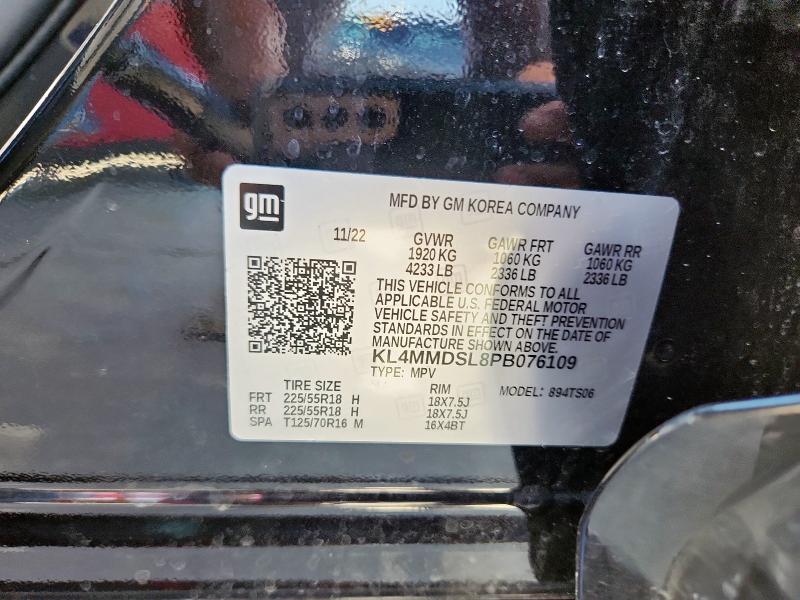 gm
MFD BY GM KOREA COMPANY
11/22 GVWR GAWR FRT GAWR RR
1920 KG 1060 KG 1060 KG
4233 LB 2336 LB 2336 LB
THIS VEHICLE CONFORMS TO ALL
APPLICABLE U.S. FEDERAL MOTOR
VEHICLE SAFETY AND THEFT PREVENTION
STANDARDS IN EFFECT ON THE DATE OF
MANUFACTURE SHOWN ABOVE.
KL4MMDSL8PB076109
TYPE: MPV
TIRE SIZE RIM MODEL: 894TS06
FRT 225/55R18 H 18X7.5J
RR 225/55R18 H 18X7.5J
SPA T125/70R16 M 16X4BT